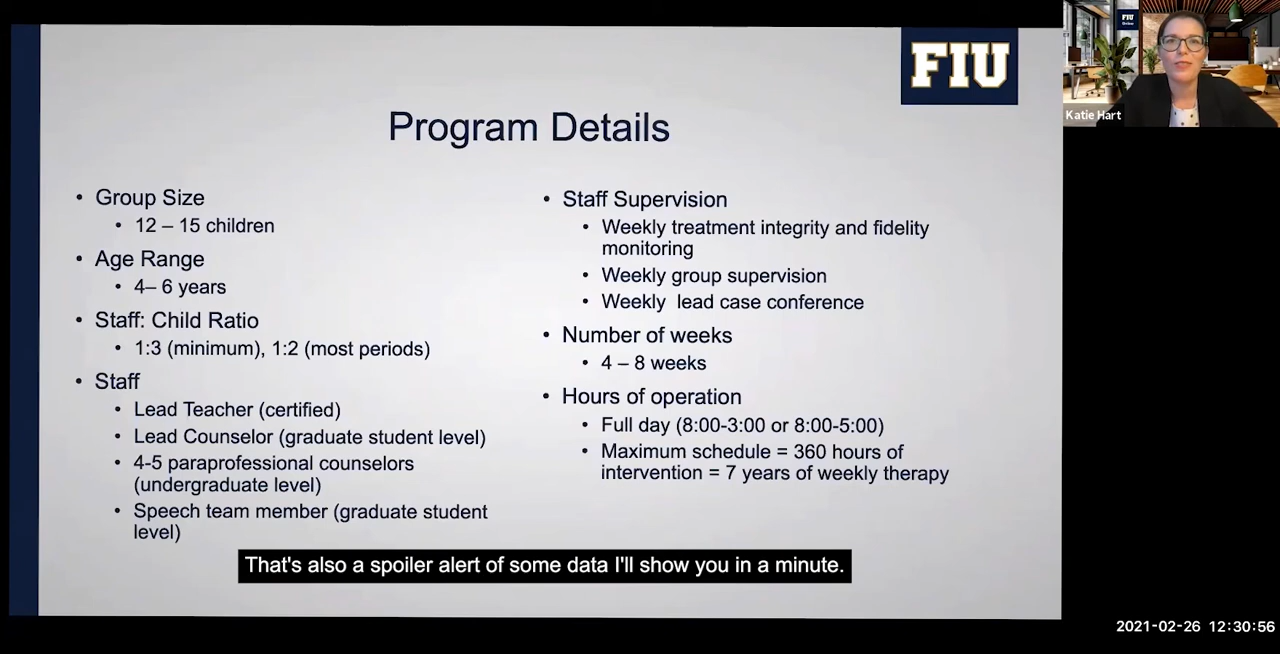 FIU
Program Details
• Group Size
• 12 – 15 children
• Age Range
• 4– 6 years
• Staff: Child Ratio
• 1:3 (minimum), 1:2 (most periods)
• Staff
• Lead Teacher (certified)
• Lead Counselor (graduate student level)
• 4-5 paraprofessional counselors
(undergraduate level)
• Speech team member (graduate student
level)
• Staff Supervision
• Weekly treatment integrity and fidelity
monitoring
• Weekly group supervision
• Weekly lead case conference
• Number of weeks
• 4 – 8 weeks
• Hours of operation
• Full day (8:00-3:00 or 8:00-5:00)
• Maximum schedule = 360 hours of
intervention = 7 years of weekly therapy
That's also a spoiler alert of some data I'll show you in a minute.
FIU
Katie Hart
2021-02-26 12:30:56